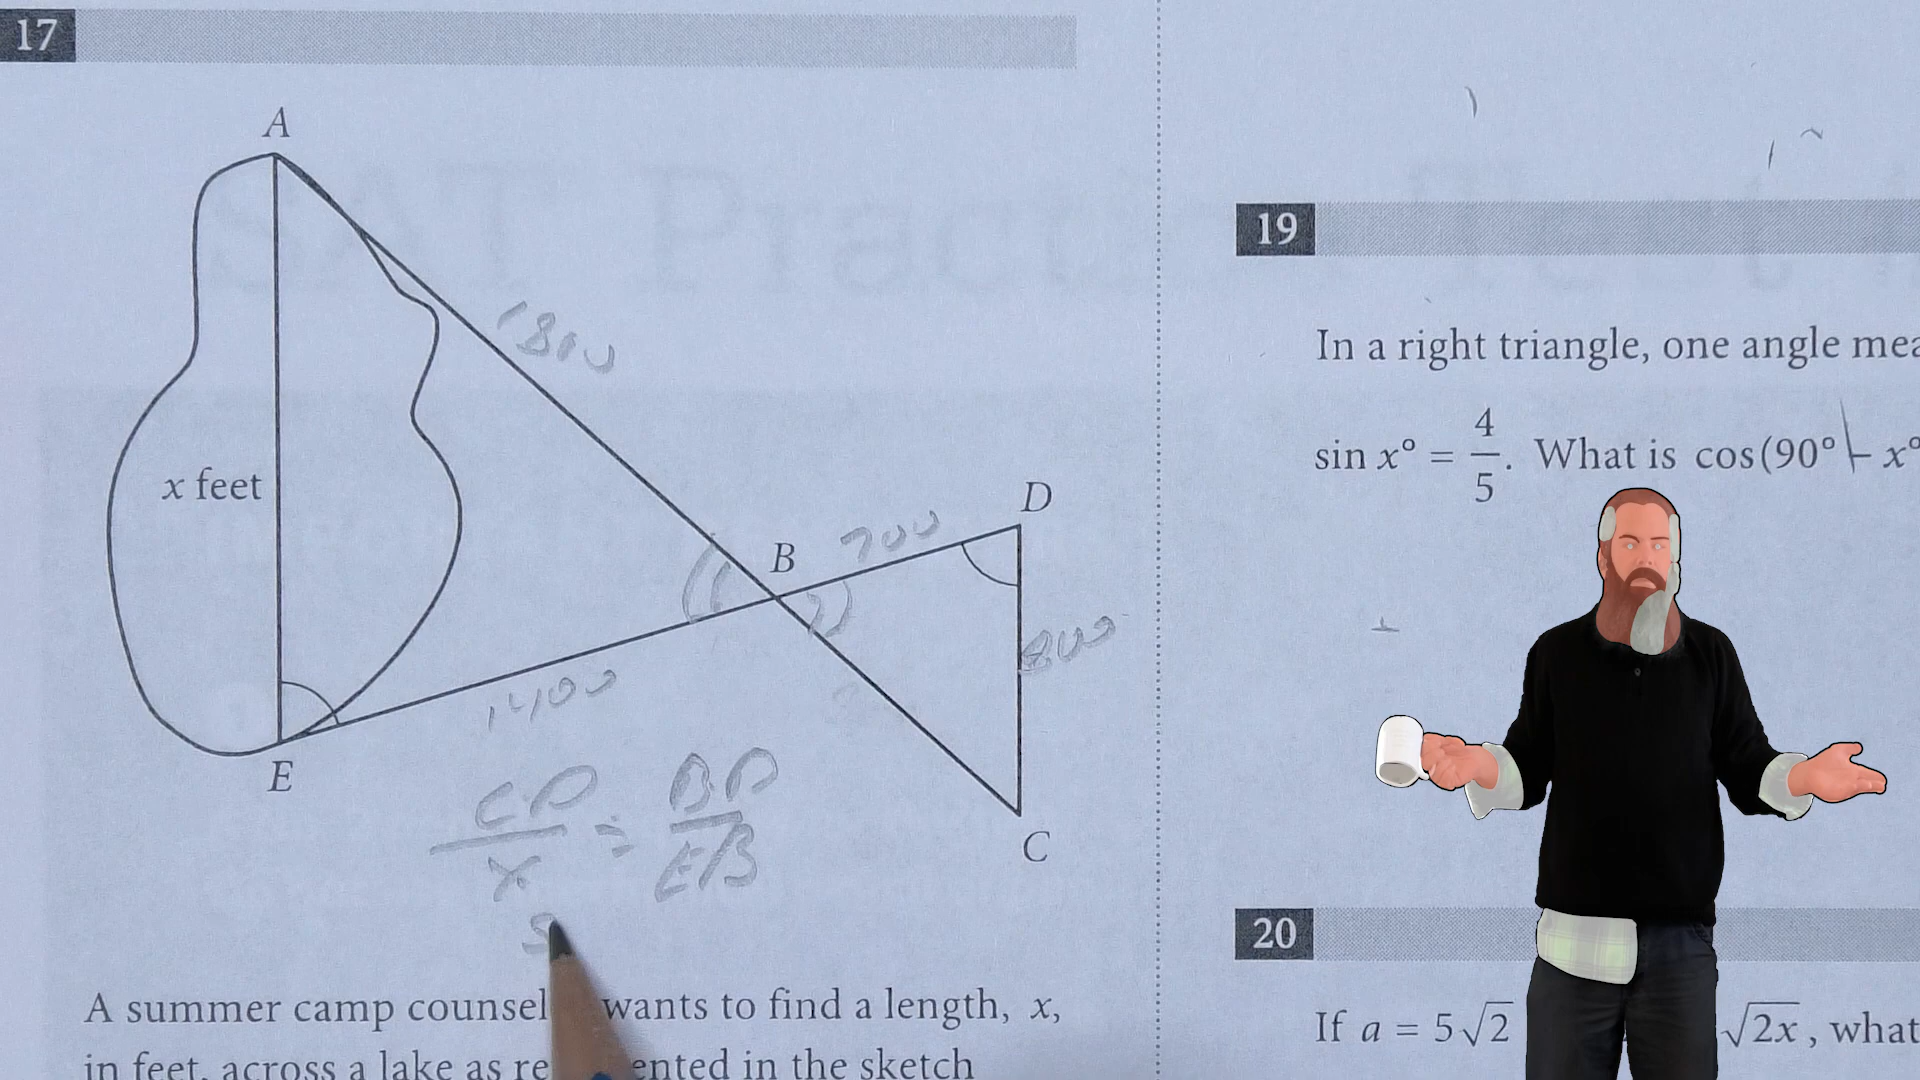 17
A
1800
x feet
B
700
D
800
1400
E
C
CD/x = BD/EB
8
A summer camp counsel wants to find a length, x,
in feet, across a lake as re ented in the sketch
19
In a right triangle, one angle mea
sin x° = 4/5. What is cos(90° − x°
20
If a = 5√2 √2x, what